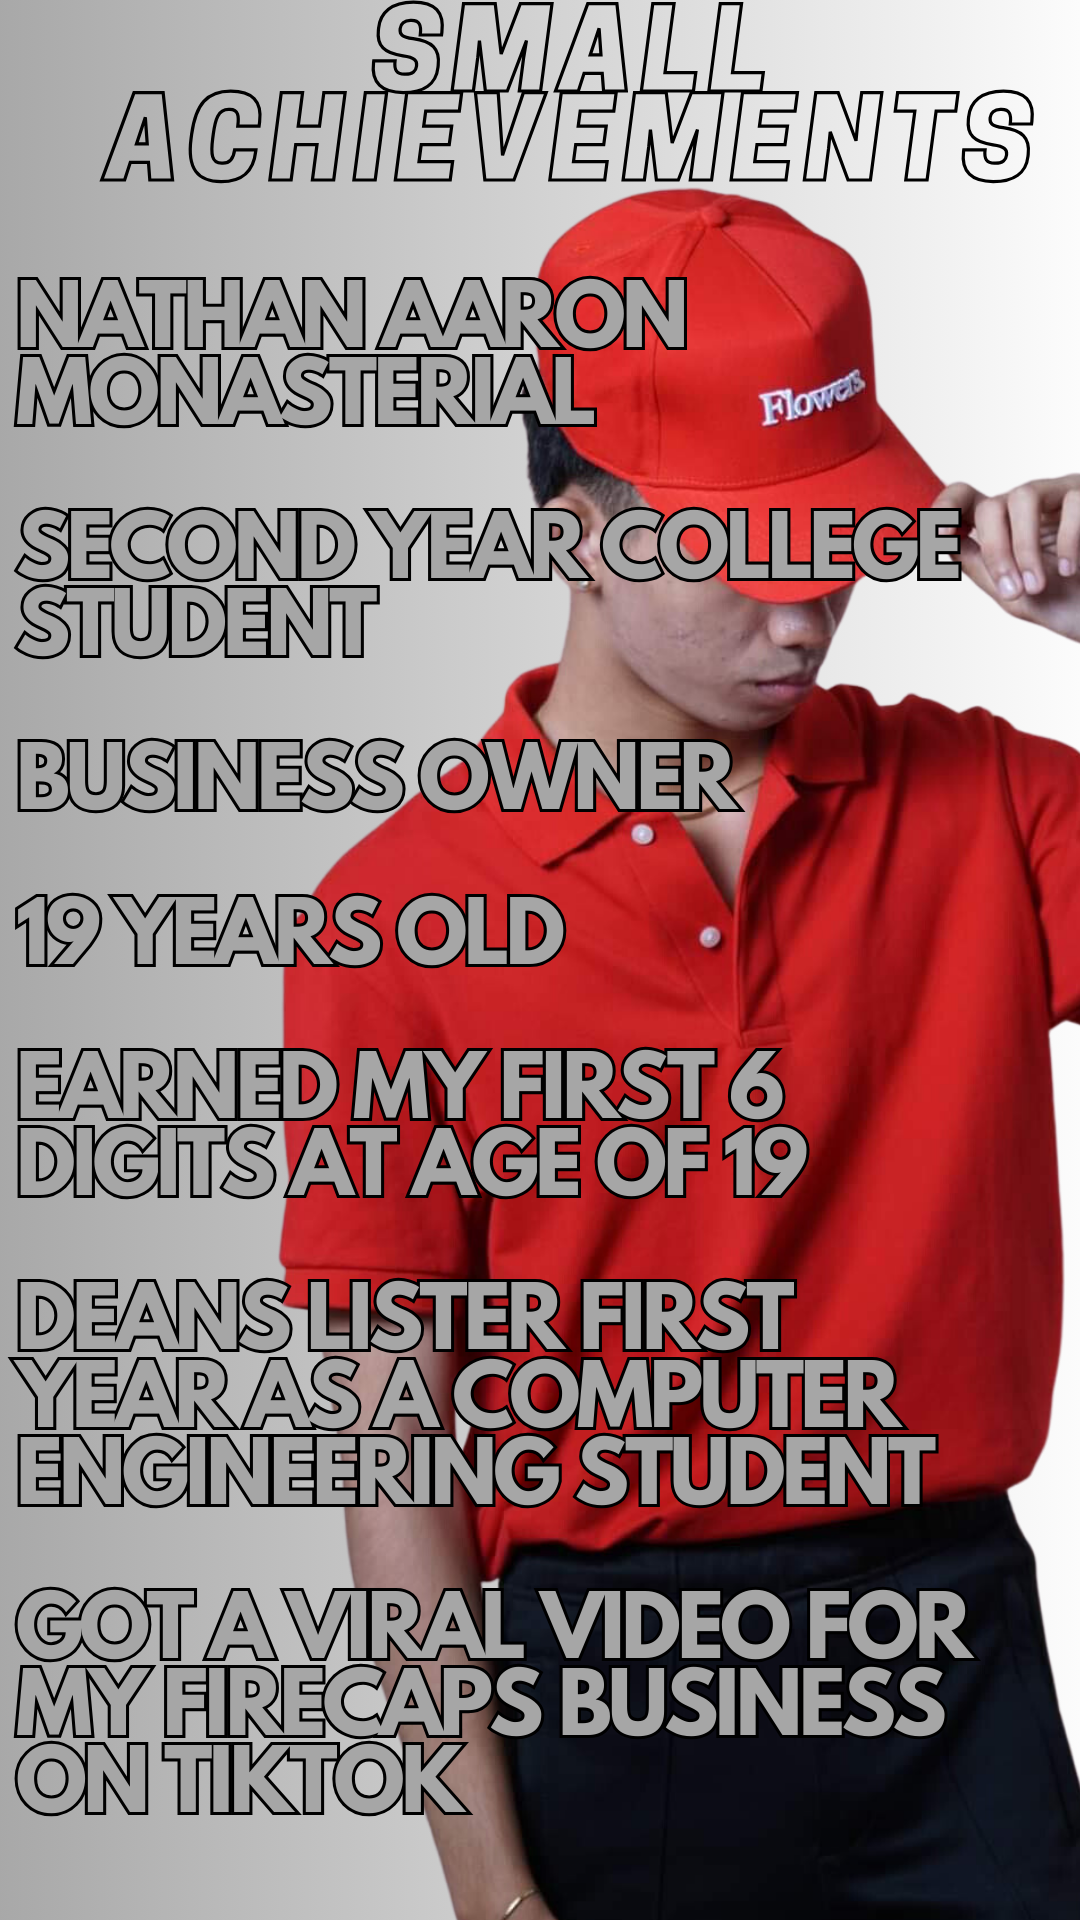 SMALL
ACHIEVEMENTS
NATHAN AARON
MONASTERIAL
Flowers.
SECOND YEAR COLLEGE
STUDENT
BUSINESS OWNER
19 YEARS OLD
EARNED MY FIRST 6
DIGITS AT AGE OF 19
DEANS LISTER FIRST
YEAR AS A COMPUTER
ENGINEERING STUDENT
GOT A VIRAL VIDEO FOR
MY FIRECAPS BUSINESS
ON TIKTOK